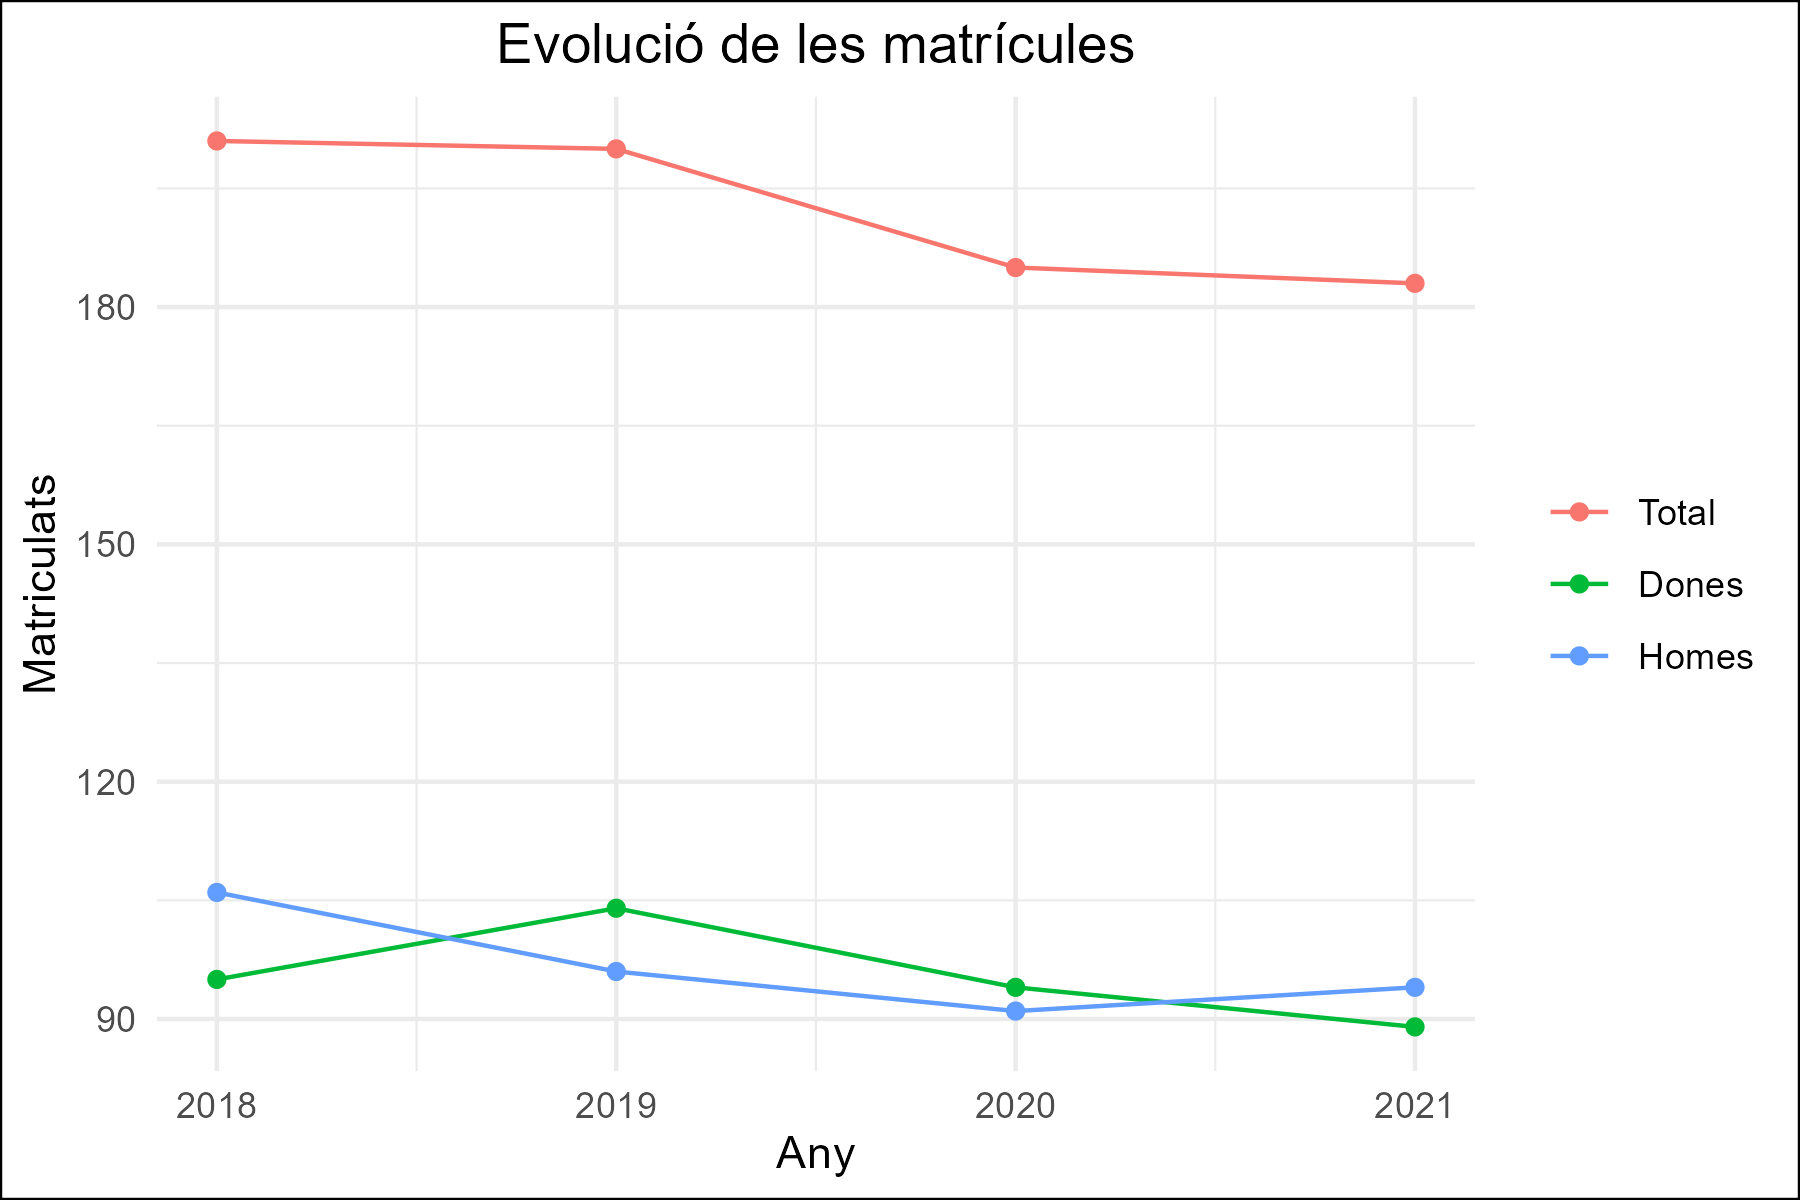 Evolució de les matrícules
Matriculats
180
150
120
90
2018
2019
2020
2021
Any
Total
Dones
Homes